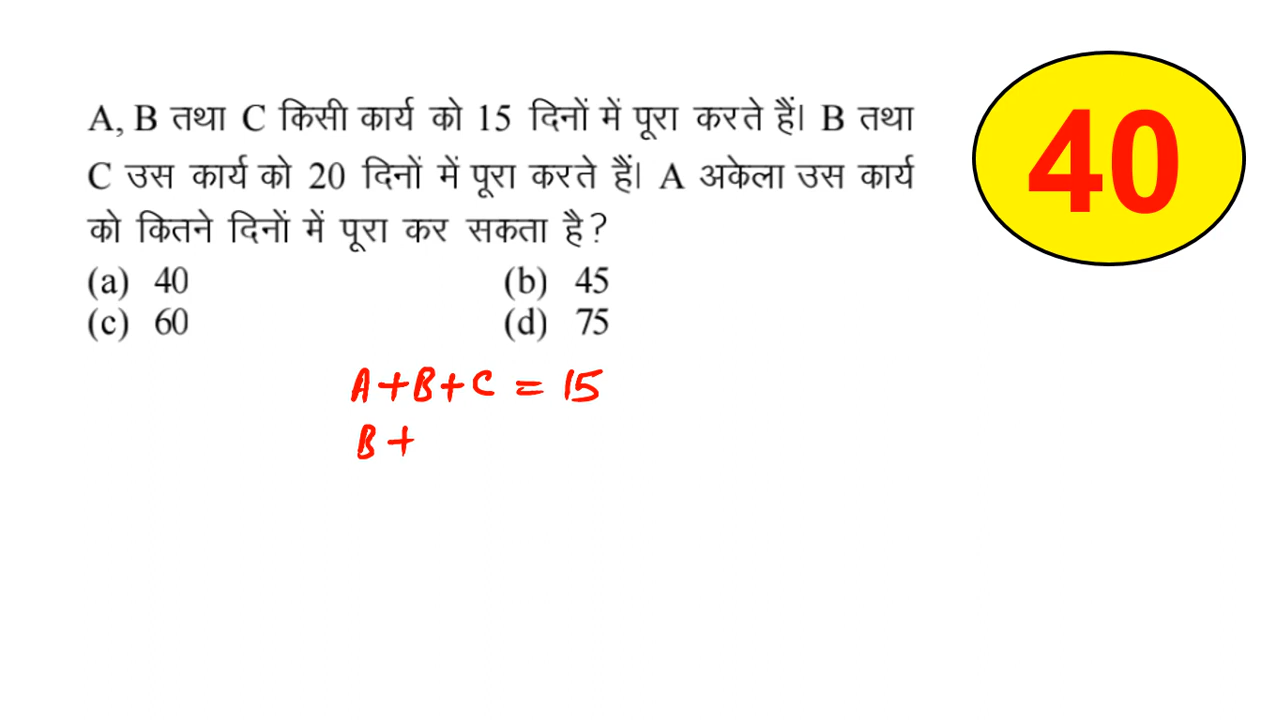 A, B तथा C किसी कार्य को 15 दिनों में पूरा करते हैं। B तथा
C उस कार्य को 20 दिनों में पूरा करते हैं। A अकेला उस कार्य
को कितने दिनों में पूरा कर सकता है?
(a) 40 (b) 45
(c) 60 (d) 75
A+B+C = 15
B +
40